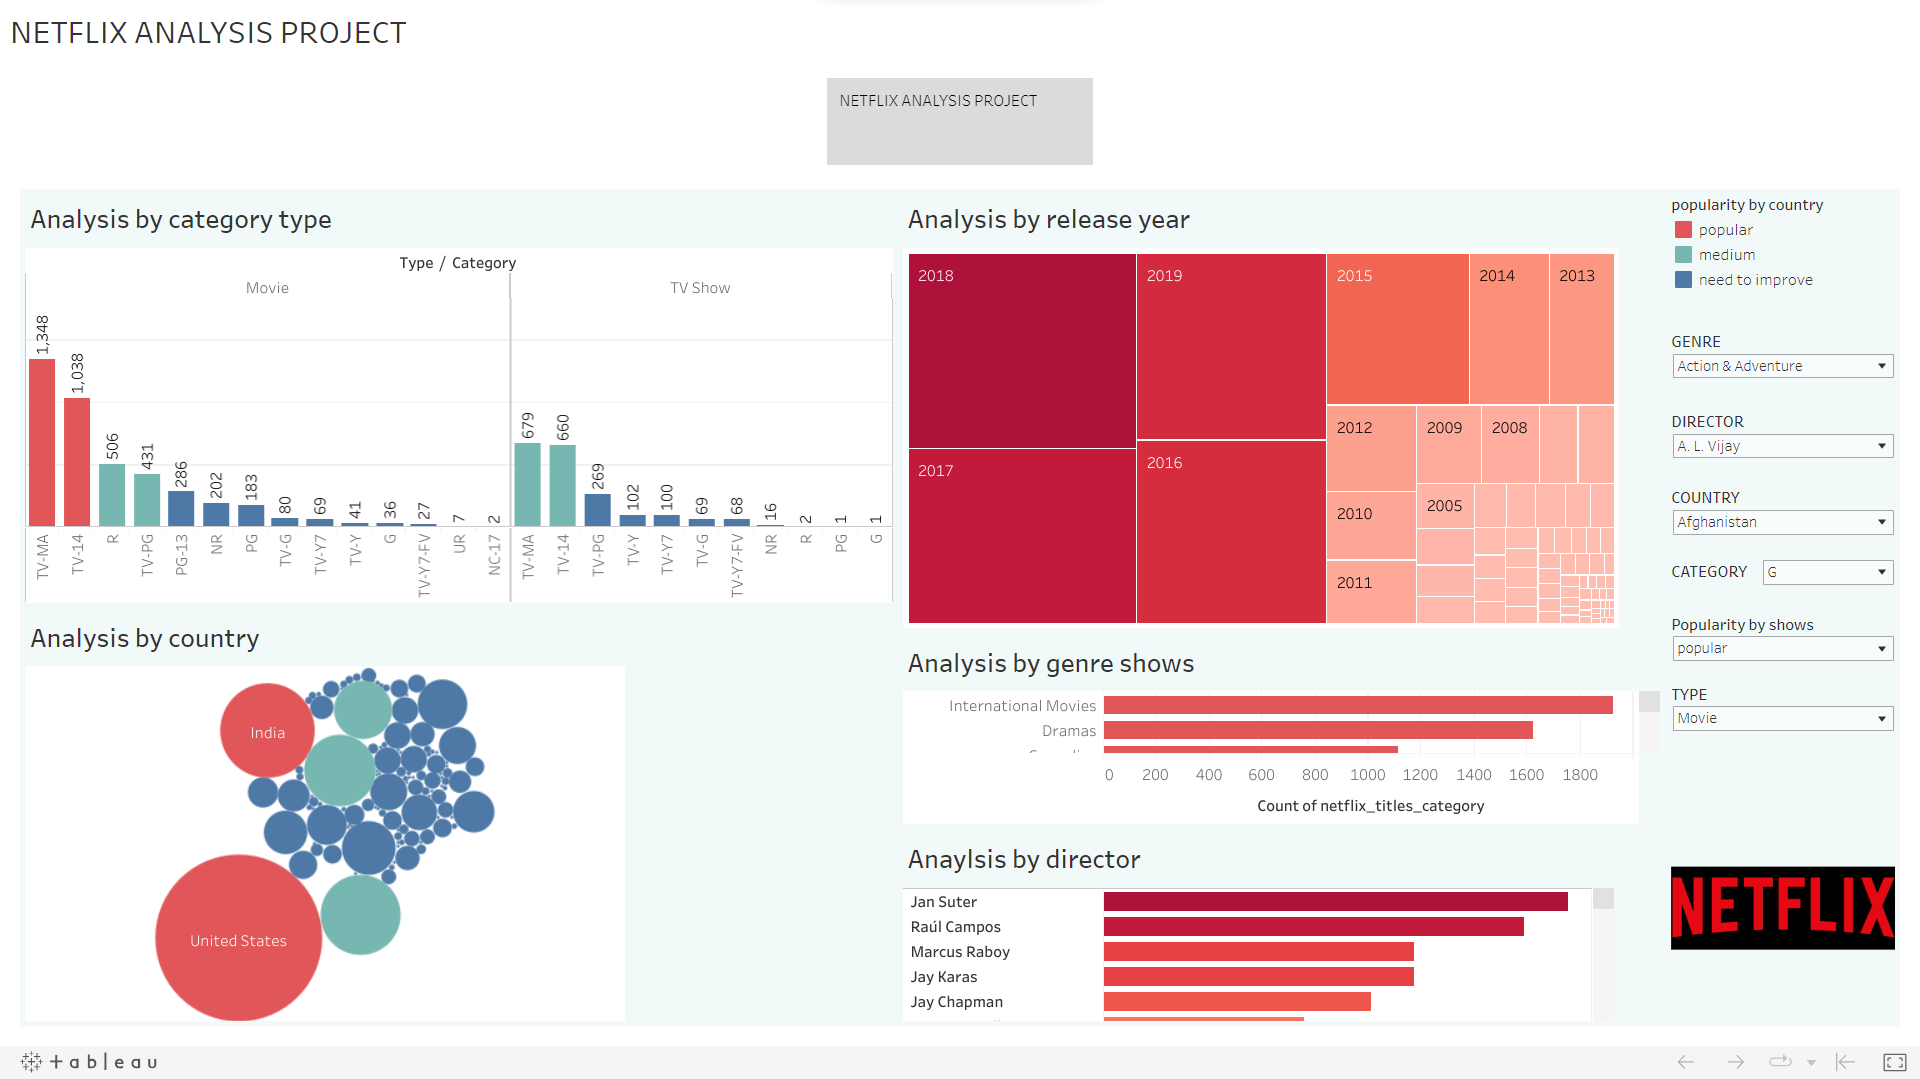 NETFLIX ANALYSIS PROJECT
NETFLIX ANALYSIS PROJECT
Analysis by category type
Type / Category
Movie
TV Show
1,348
1,038
506
431
286
202
183
80
69
41
36
27
7
2
679
660
269
102
100
69
68
16
2
1
1
TV-MA
TV-14
R
TV-PG
PG-13
NR
PG
TV-G
TV-Y7
TV-Y
G
TV-Y7-FV
UR
NC-17
TV-MA
TV-14
TV-PG
TV-Y
TV-Y7
TV-G
TV-Y7-FV
NR
R
PG
G
Analysis by country
India
United States
Analysis by release year
2018
2019
2015
2014
2013
2017
2016
2012
2009
2008
2010
2005
2011
Analysis by genre shows
International Movies
Dramas
0 200 400 600 800 1000 1200 1400 1600 1800
Count of netflix_titles_category
Anaylsis by director
Jan Suter
Raúl Campos
Marcus Raboy
Jay Karas
Jay Chapman
popularity by country
popular
medium
need to improve
GENRE
Action & Adventure
DIRECTOR
A. L. Vijay
COUNTRY
Afghanistan
CATEGORY G
Popularity by shows
popular
TYPE
Movie
NETFLIX
+ableau